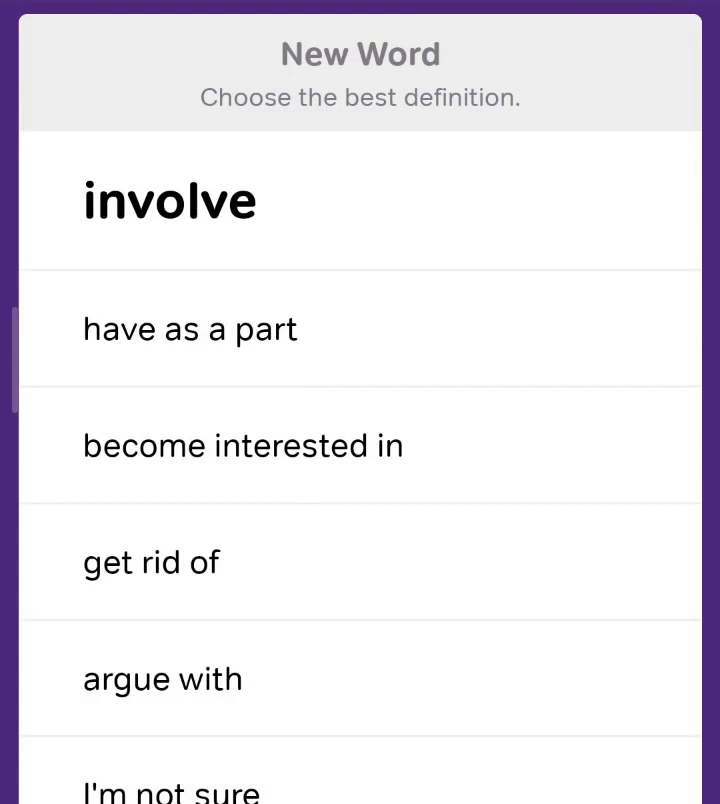 New Word
Choose the best definition.
involve
have as a part
become interested in
get rid of
argue with
I'm not sure